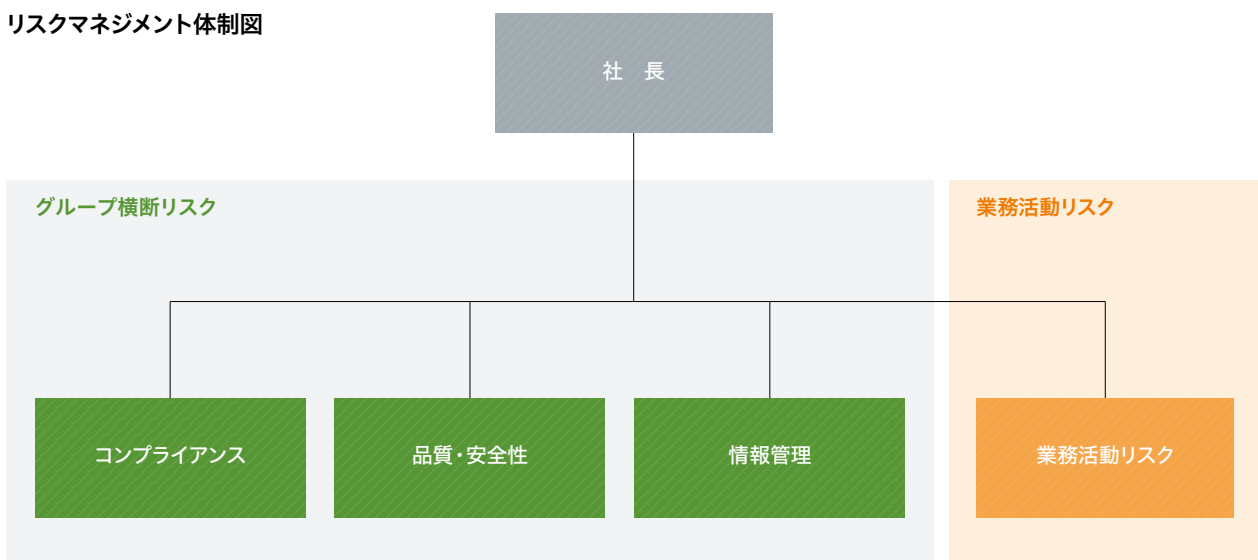 リスクマネジメント体制図
社　長
グループ横断リスク
業務活動リスク
コンプライアンス
品質・安全性
情報管理
業務活動リスク